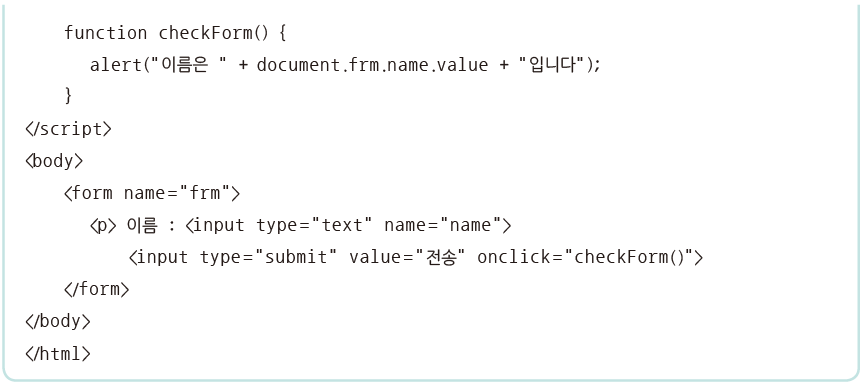 function checkForm() {
alert("이름은 " + document.frm.name.value + "입니다");
}
</script>
<body>
<form name="frm">
<p> 이름 : <input type="text" name="name">
<input type="submit" value="전송" onclick="checkForm()">
</form>
</body>
</html>